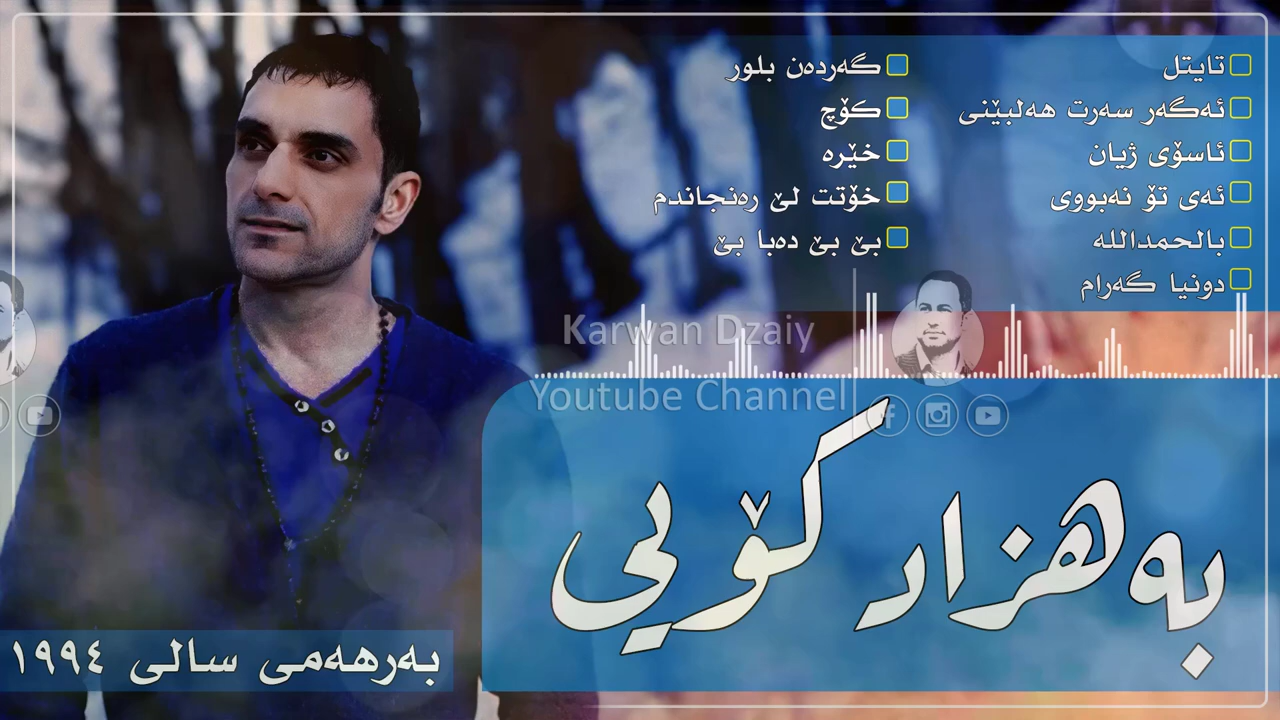 تایتل
ئەگەر سەرت هەلبێنی
ئاسۆی ژیان
ئەی تۆ نەبووی
بالحمداللە
دونیا گەرام
گەردەن بلور
کۆچ
خێرە
خۆتت لێ رەنجاندم
بێ بێ دەبا بێ
Karwan Dzaiy
Youtube Channel
بەهزاد کۆیی
بەرهەمی سالی ١٩٩٤